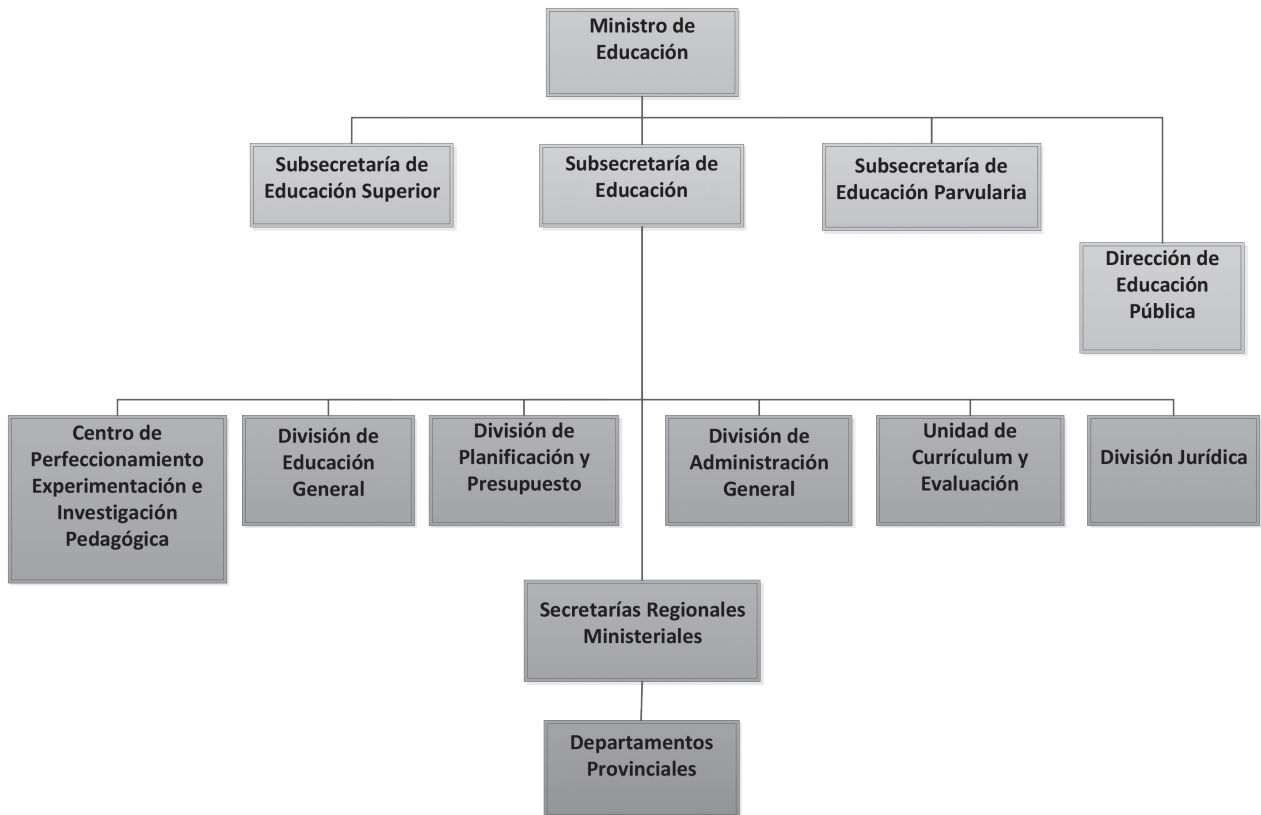 Ministro de
Educación
Subsecretaría de
Educación Superior
Subsecretaría de
Educación
Subsecretaría de
Educación Parvularia
Dirección de
Educación
Pública
Centro de
Perfeccionamiento
Experimentación e
Investigación
Pedagógica
División de
Educación
General
División de
Planificación y
Presupuesto
División de
Administración
General
Unidad de
Currículum y
Evaluación
División Jurídica
Secretarías Regionales
Ministeriales
Departamentos
Provinciales